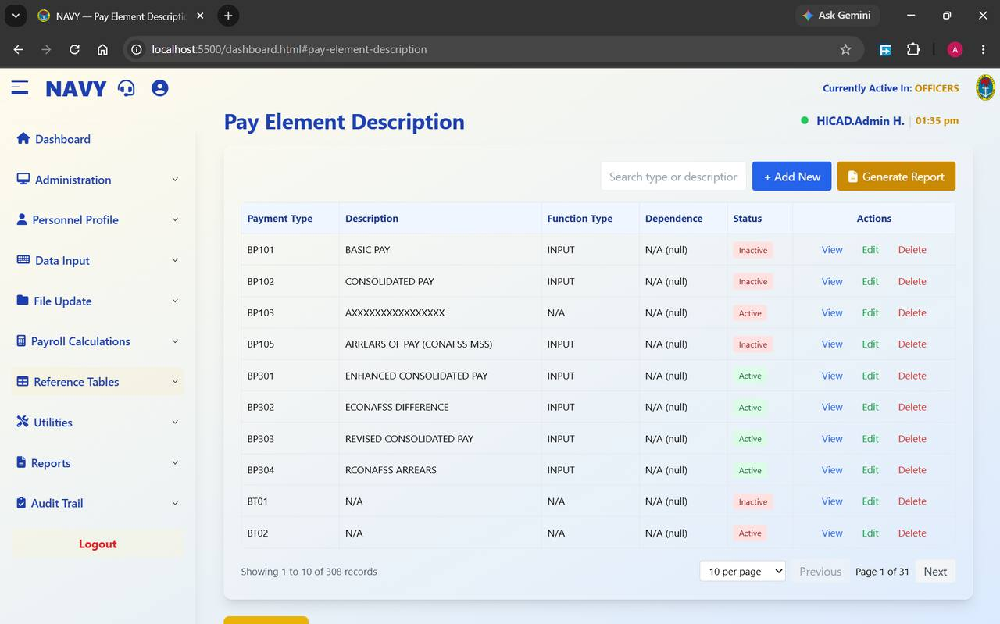 NAVY — Pay Element Descripti
Ask Gemini
localhost:5500/dashboard.html#pay-element-description
A
NAVY
Currently Active In: OFFICERS
Pay Element Description
HICAD.Admin H. | 01:35 pm
Dashboard
Administration
Personnel Profile
Data Input
File Update
Payroll Calculations
Reference Tables
Utilities
Reports
Audit Trail
Logout
Search type or description
+ Add New
Generate Report
Payment Type Description Function Type Dependence Status Actions
BP101 BASIC PAY INPUT N/A (null) Inactive View Edit Delete
BP102 CONSOLIDATED PAY INPUT N/A (null) Inactive View Edit Delete
BP103 AXXXXXXXXXXXXXXXX N/A N/A (null) Active View Edit Delete
BP105 ARREARS OF PAY (CONAFSS MSS) INPUT N/A (null) Inactive View Edit Delete
BP301 ENHANCED CONSOLIDATED PAY INPUT N/A (null) Active View Edit Delete
BP302 ECONAFSS DIFFERENCE INPUT N/A (null) Active View Edit Delete
BP303 REVISED CONSOLIDATED PAY INPUT N/A (null) Active View Edit Delete
BP304 RCONAFSS ARREARS INPUT N/A (null) Active View Edit Delete
BT01 N/A N/A N/A (null) Inactive View Edit Delete
BT02 N/A N/A N/A (null) Active View Edit Delete
Showing 1 to 10 of 308 records
10 per page
Previous
Page 1 of 31
Next